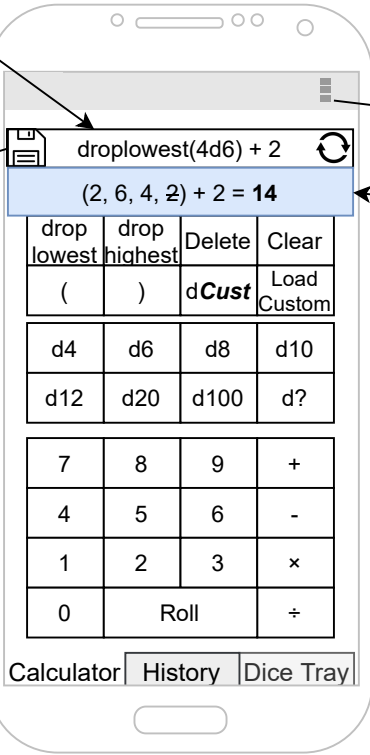 droplowest(4d6) + 2
(2, 6, 4, 2) + 2 = 14
drop lowest drop highest Delete Clear
( ) dCust Load Custom
d4 d6 d8 d10
d12 d20 d100 d?
7 8 9 +
4 5 6 -
1 2 3 ×
0 Roll ÷
Calculator History Dice Tray